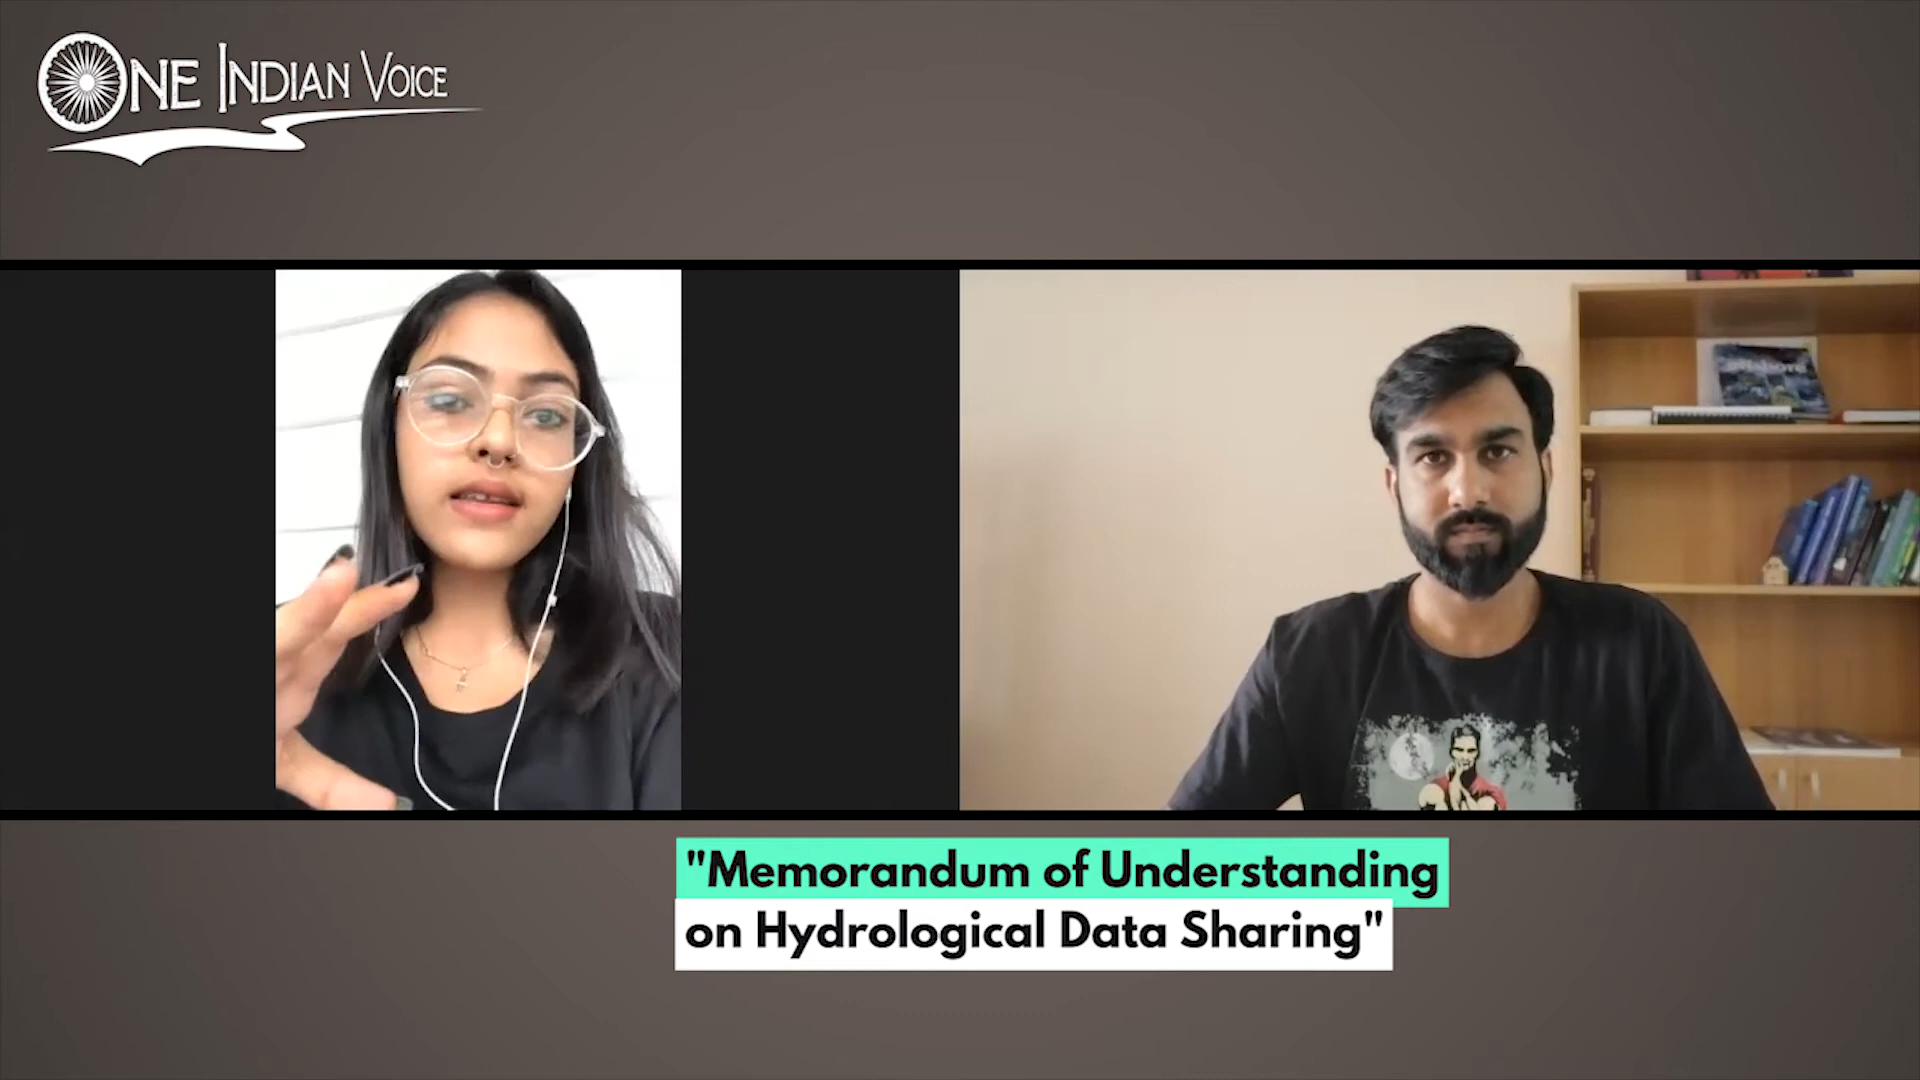 ONE INDIAN VOICE
"Memorandum of Understanding
on Hydrological Data Sharing"